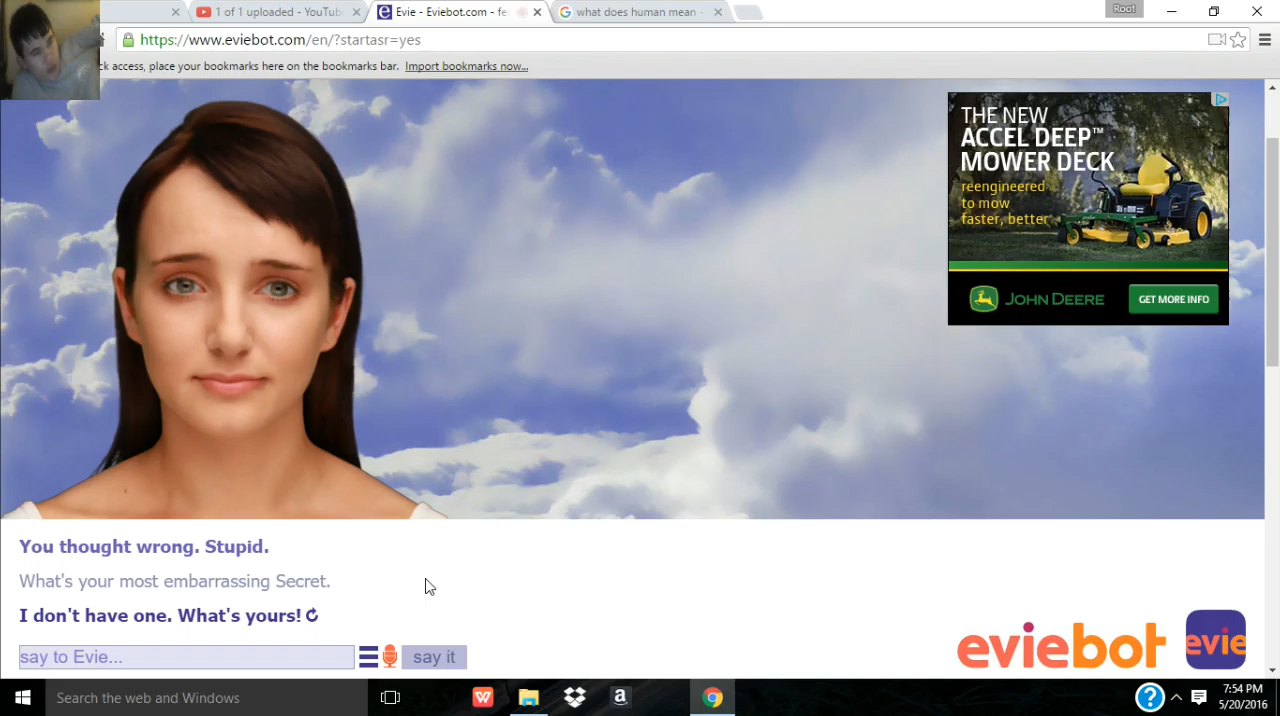 1 of 1 uploaded - YouTub
Evie - Eviebot.com - fe
what does human mean -
Root
https://www.eviebot.com/en/?startasr=yes
ck access, place your bookmarks here on the bookmarks bar. Import bookmarks now...
THE NEW
ACCEL DEEP™
MOWER DECK
reengineered
to mow
faster, better
JOHN DEERE
GET MORE INFO
You thought wrong. Stupid.
What's your most embarrassing Secret.
I don't have one. What's yours!
say to Evie...
say it
eviebot
evie
Search the web and Windows
7:54 PM
5/20/2016